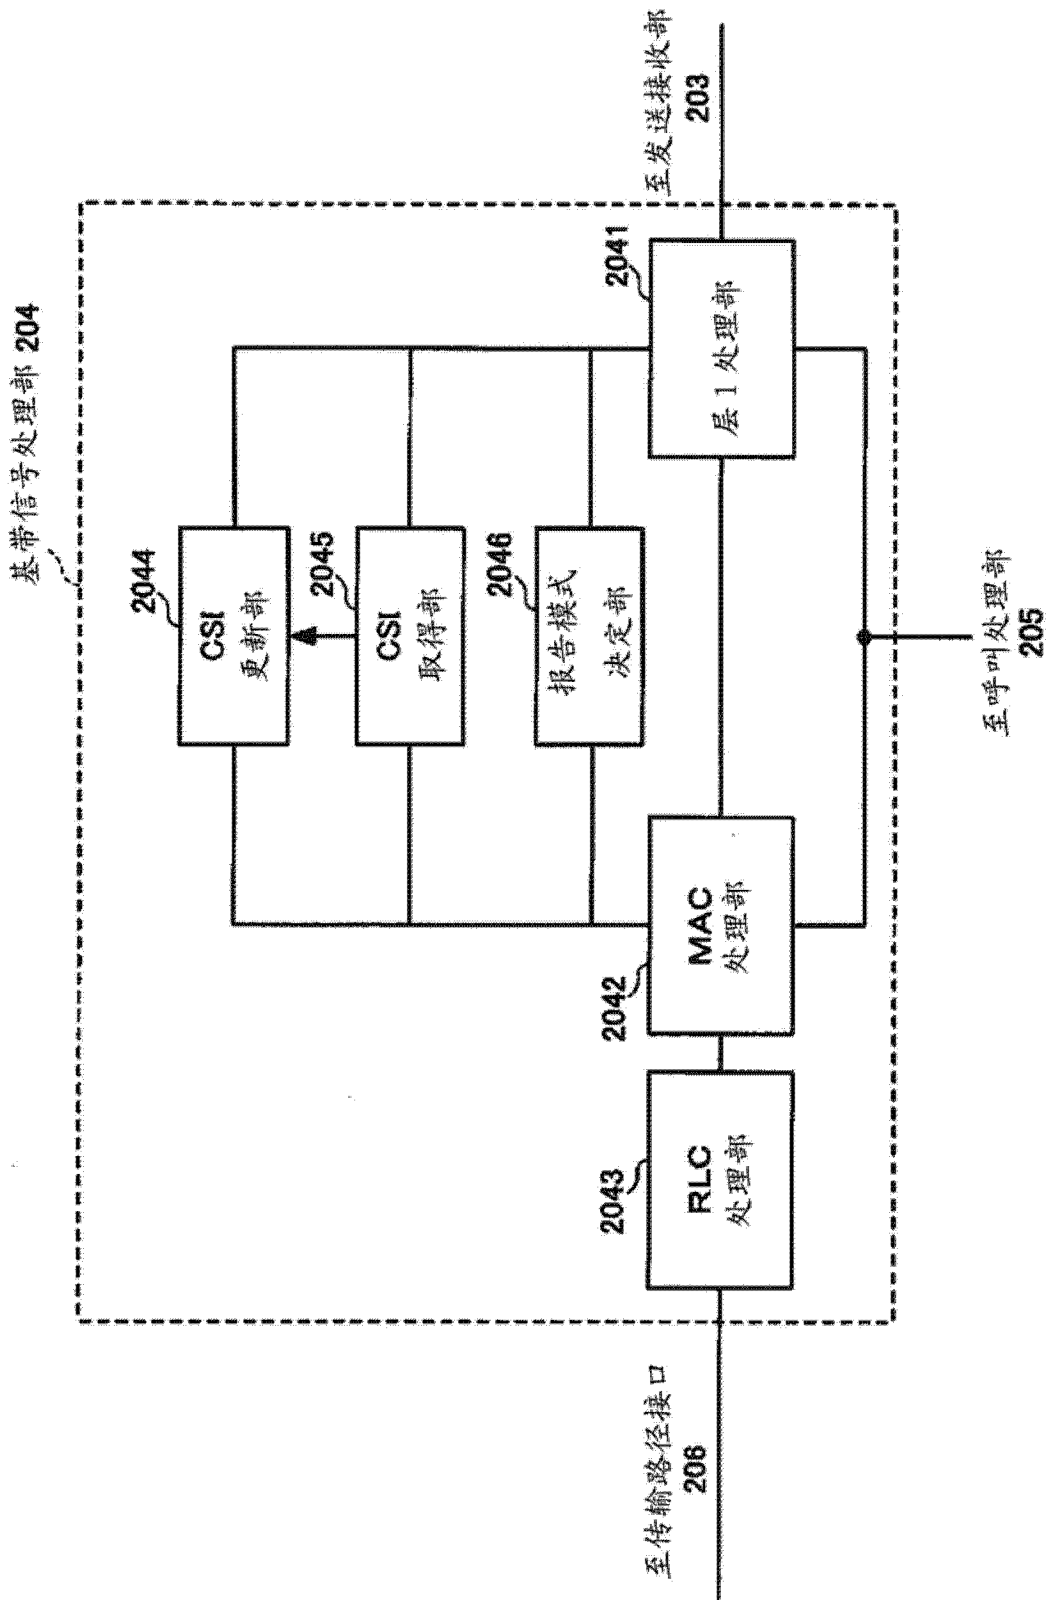 基带信号处理部 204
2044
CSI
更新部
2045
CSI
取得部
2046
报告模式
决定部
至传输路径接口
206
2043
RLC
处理部
2042
MAC
处理部
2041
层 1 处理部
至发送接收部
203
至呼叫处理部
205